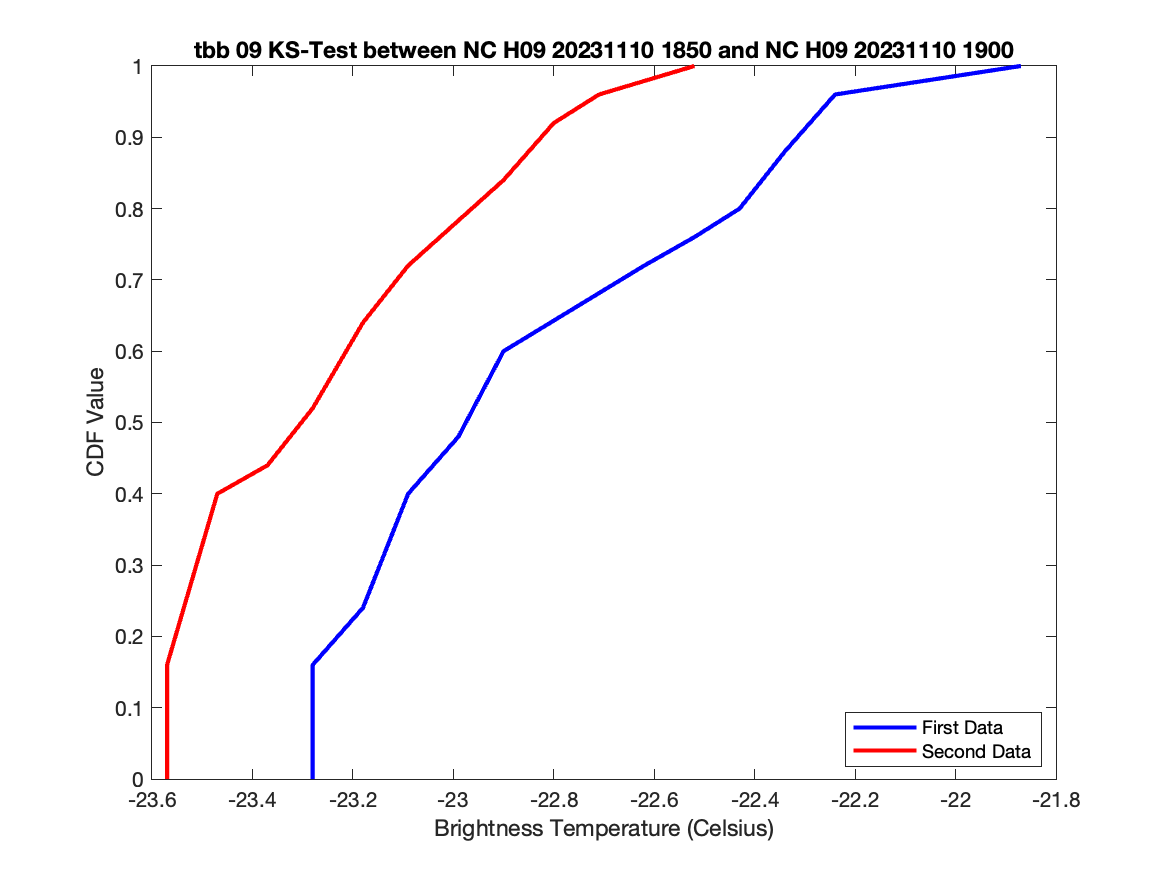 tbb 09 KS-Test between NC H09 20231110 1850 and NC H09 20231110 1900
1
0.9
0.8
0.7
0.6
0.5
0.4
0.3
0.2
0.1
0
CDF Value
First Data
Second Data
-23.6 -23.4 -23.2 -23 -22.8 -22.6 -22.4 -22.2 -22 -21.8
Brightness Temperature (Celsius)